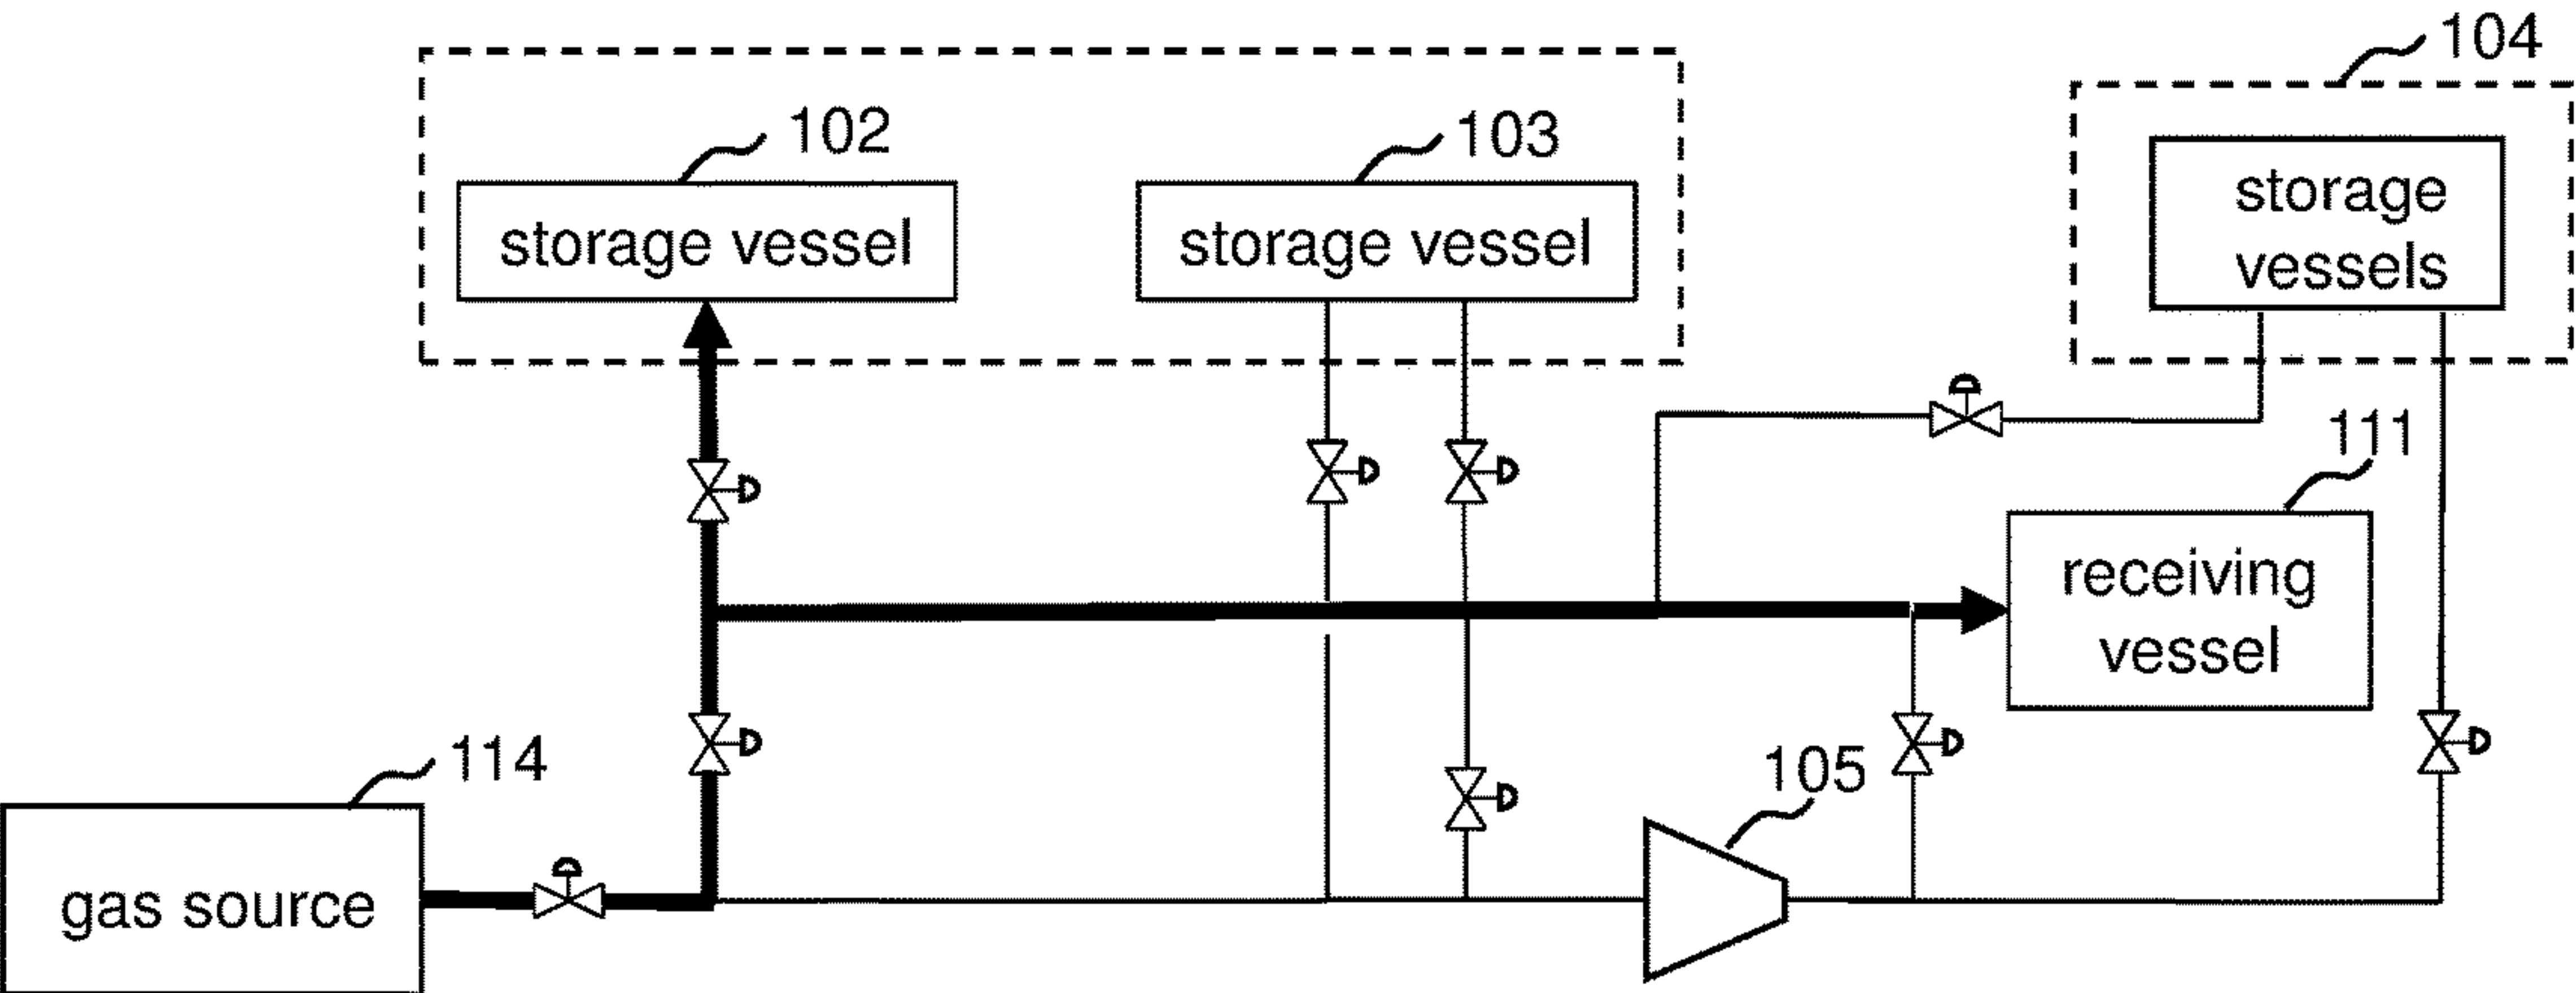 104
102
103
storage vessel
storage vessel
storage
vessels
111
receiving
vessel
114
105
gas source